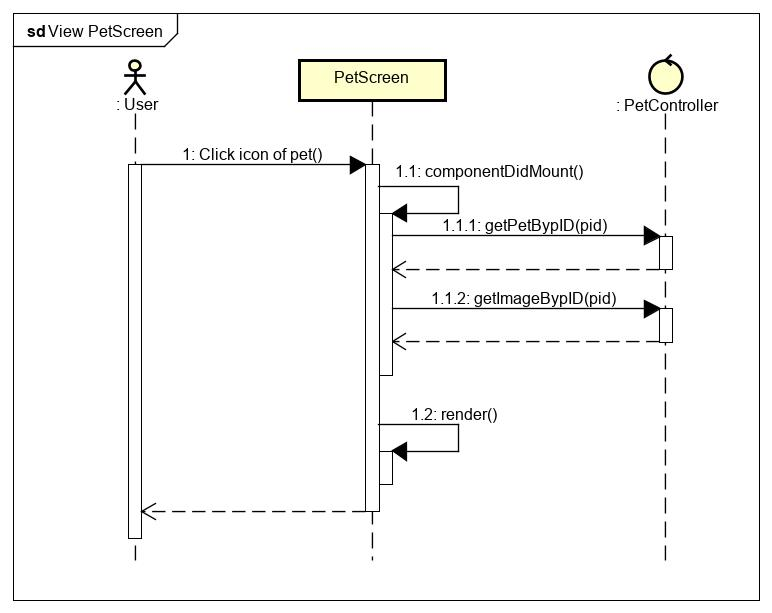 sd View PetScreen
: User
PetScreen
: PetController
1: Click icon of pet()
1.1: componentDidMount()
1.1.1: getPetBypID(pid)
1.1.2: getImageBypID(pid)
1.2: render()